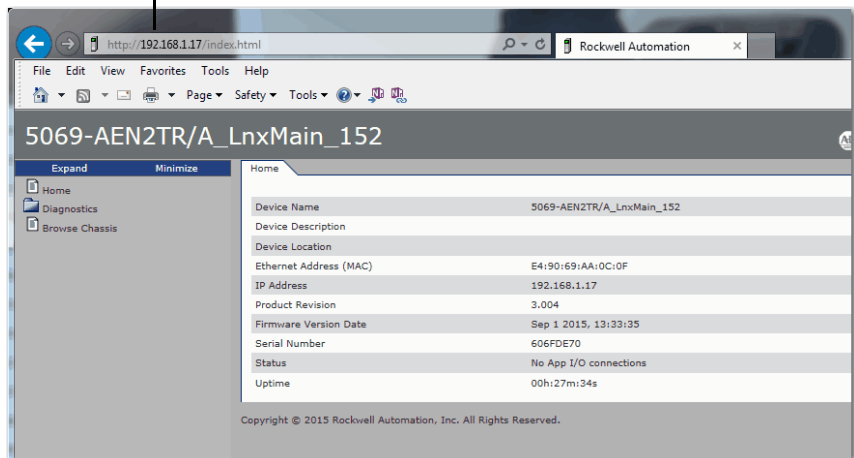 http://192.168.1.17/index.html
Rockwell Automation
File Edit View Favorites Tools Help
Page Safety Tools
5069-AEN2TR/A_LnxMain_152
Expand Minimize
Home
Home
Diagnostics
Browse Chassis
Device Name 5069-AEN2TR/A_LnxMain_152
Device Description
Device Location
Ethernet Address (MAC) E4:90:69:AA:0C:0F
IP Address 192.168.1.17
Product Revision 3.004
Firmware Version Date Sep 1 2015, 13:33:35
Serial Number 606FDE70
Status No App I/O connections
Uptime 00h:27m:34s
Copyright © 2015 Rockwell Automation, Inc. All Rights Reserved.